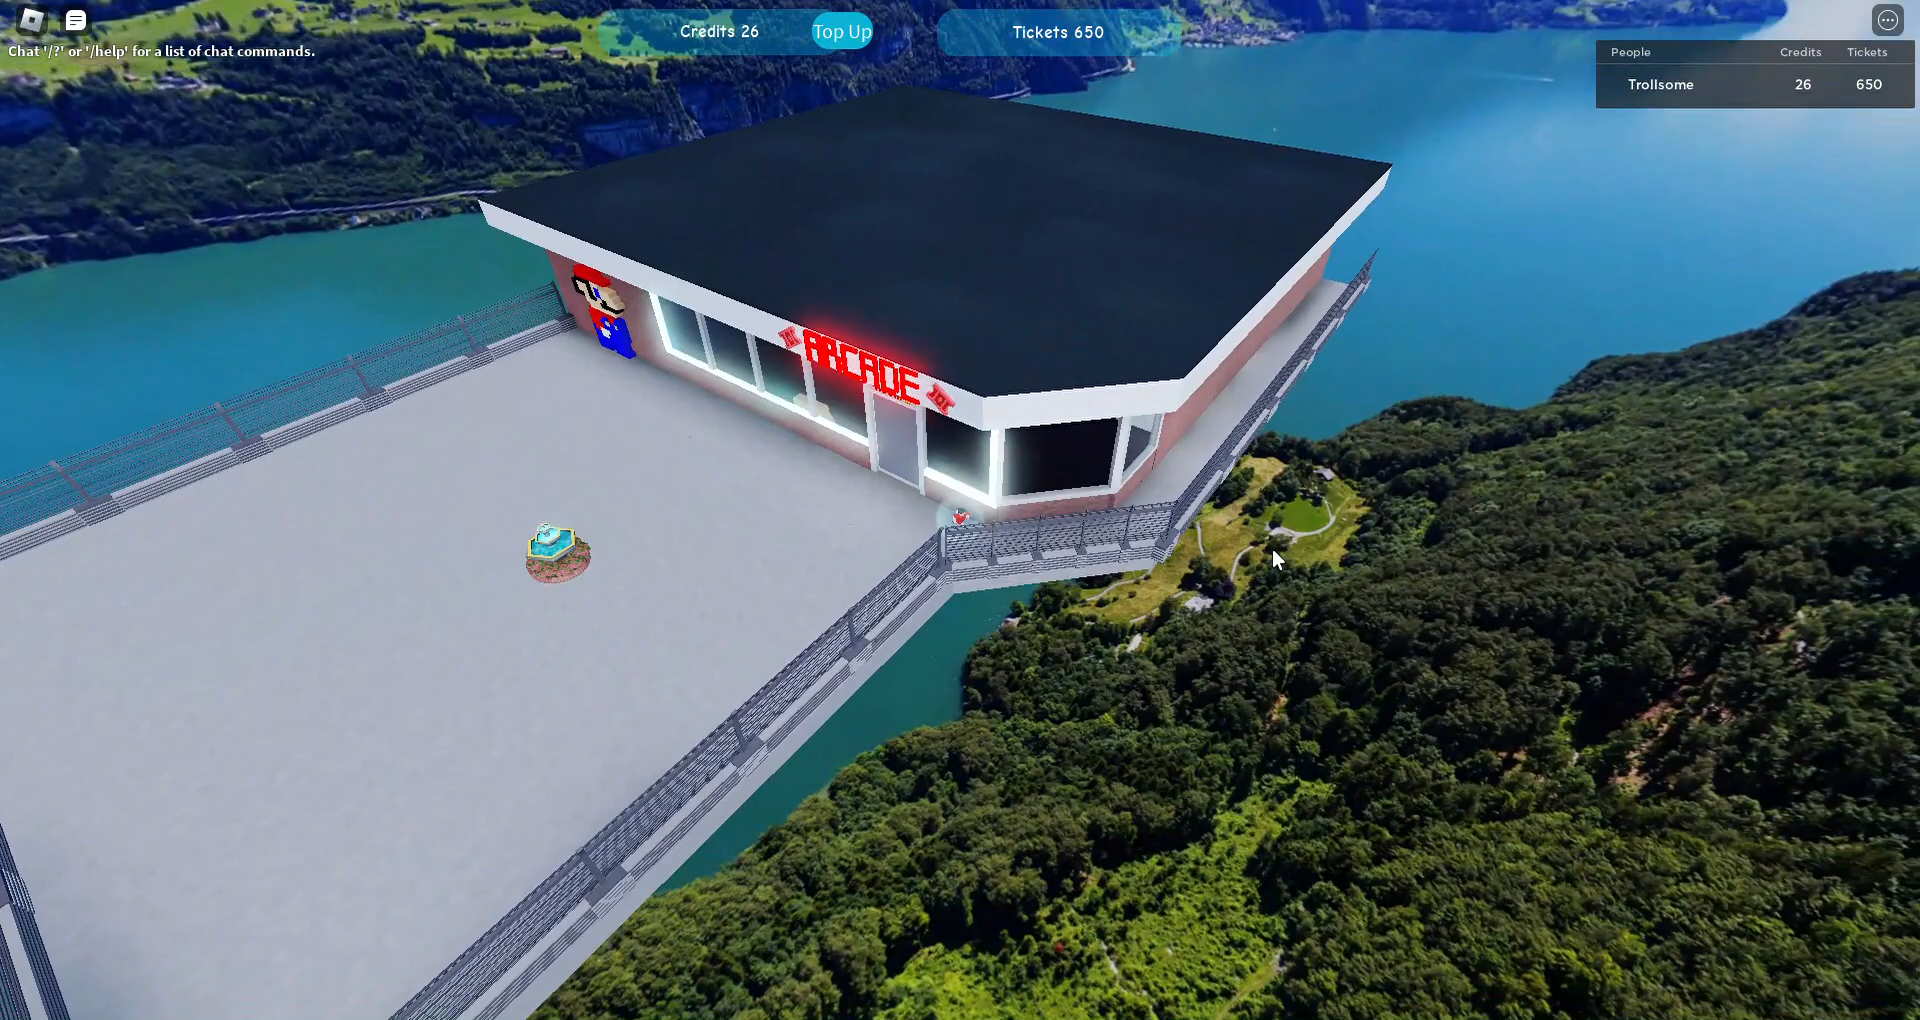 Credits 26
Top Up
Tickets 650
Chat '/?' or '/help' for a list of chat commands.
People Credits Tickets
Trollsome 26 650
ARCADE